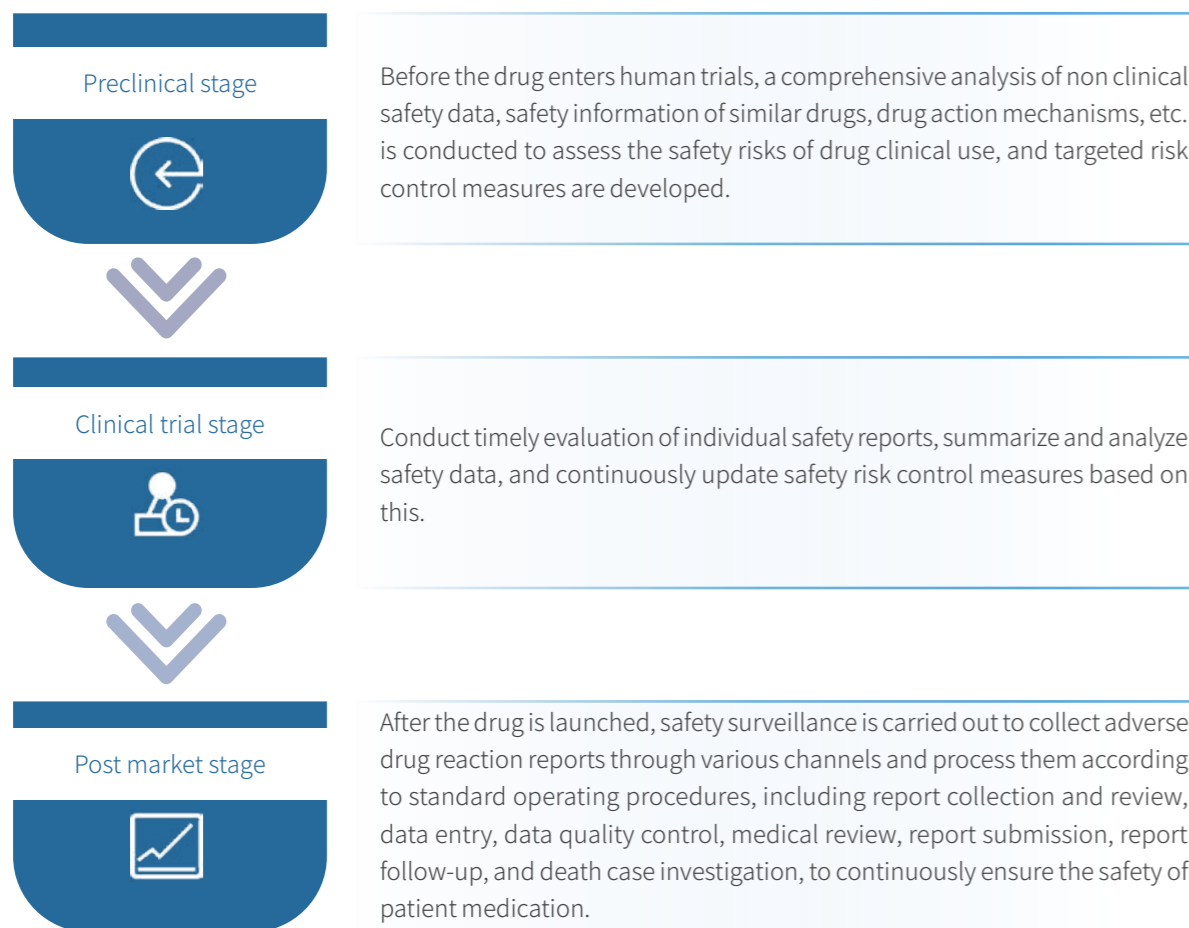 Preclinical stage
Before the drug enters human trials, a comprehensive analysis of non clinical
safety data, safety information of similar drugs, drug action mechanisms, etc.
is conducted to assess the safety risks of drug clinical use, and targeted risk
control measures are developed.
Clinical trial stage
Conduct timely evaluation of individual safety reports, summarize and analyze
safety data, and continuously update safety risk control measures based on
this.
Post market stage
After the drug is launched, safety surveillance is carried out to collect adverse
drug reaction reports through various channels and process them according
to standard operating procedures, including report collection and review,
data entry, data quality control, medical review, report submission, report
follow-up, and death case investigation, to continuously ensure the safety of
patient medication.